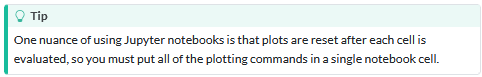 Tip
One nuance of using Jupyter notebooks is that plots are reset after each cell is
evaluated, so you must put all of the plotting commands in a single notebook cell.